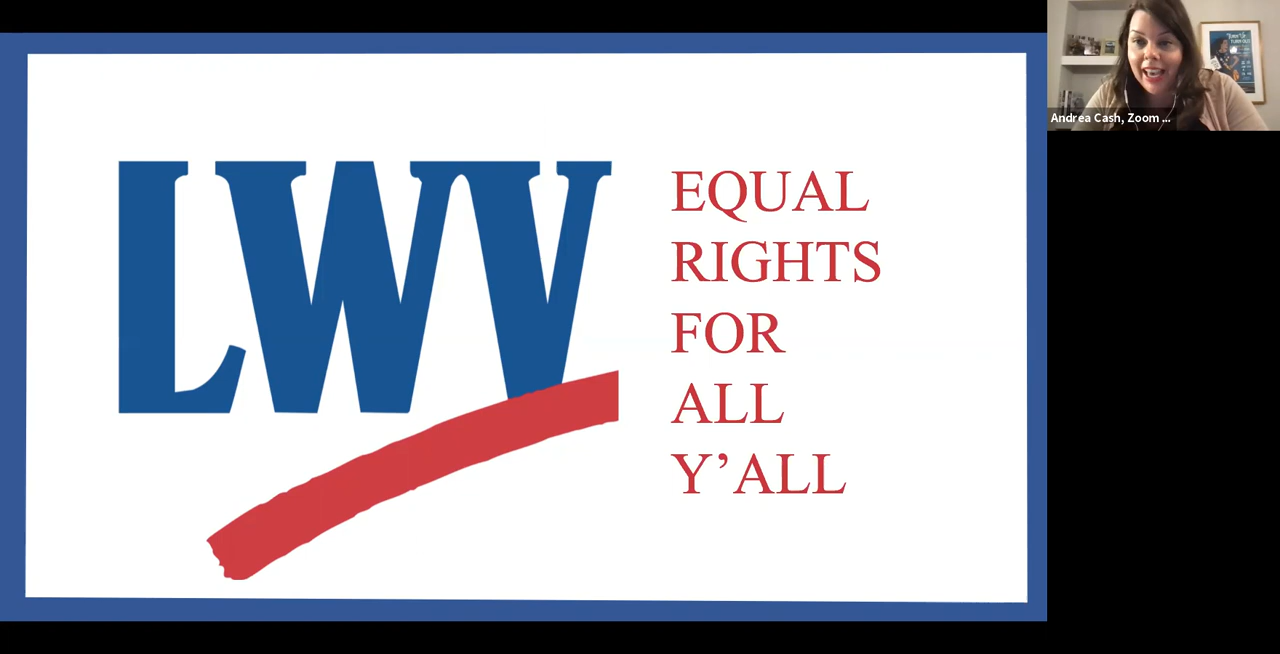 LWV
EQUAL
RIGHTS
FOR
ALL
Y’ALL
Andrea Cash, Zoom ...